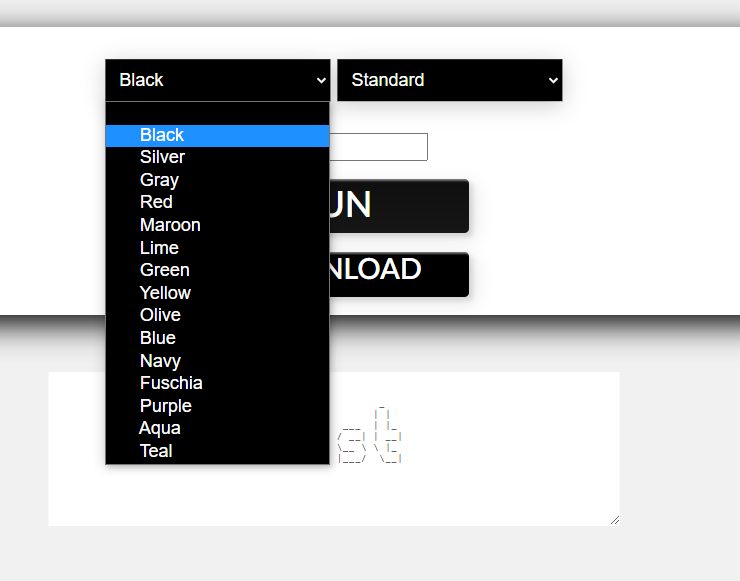 Black
Standard
Black
Silver
Gray
Red
Maroon
Lime
Green
Yellow
Olive
Blue
Navy
Fuschia
Purple
Aqua
Teal
UN
NLOAD
st